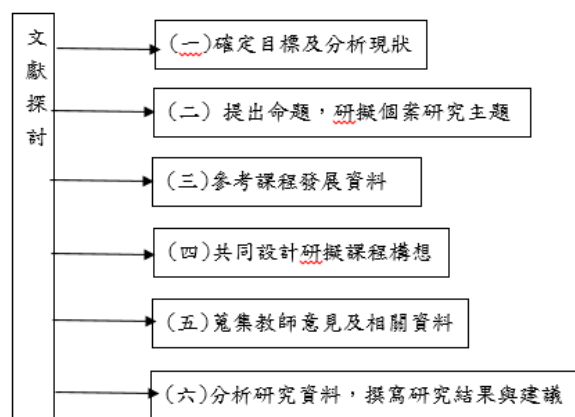 文獻探討
(一)確定目標及分析現狀
(二) 提出命題，研擬個案研究主題
(三)參考課程發展資料
(四)共同設計研擬課程構想
(五)蒐集教師意見及相關資料
(六)分析研究資料，撰寫研究結果與建議